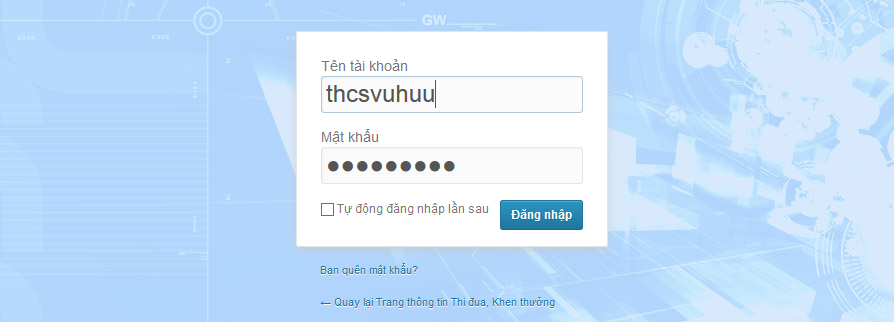 GW
Tên tài khoản
thcsvuhuu
Mật khẩu
●●●●●●●●●
Tự động đăng nhập lần sau
Đăng nhập
Bạn quên mật khẩu?
← Quay lại Trang thông tin Thi đua, Khen thưởng